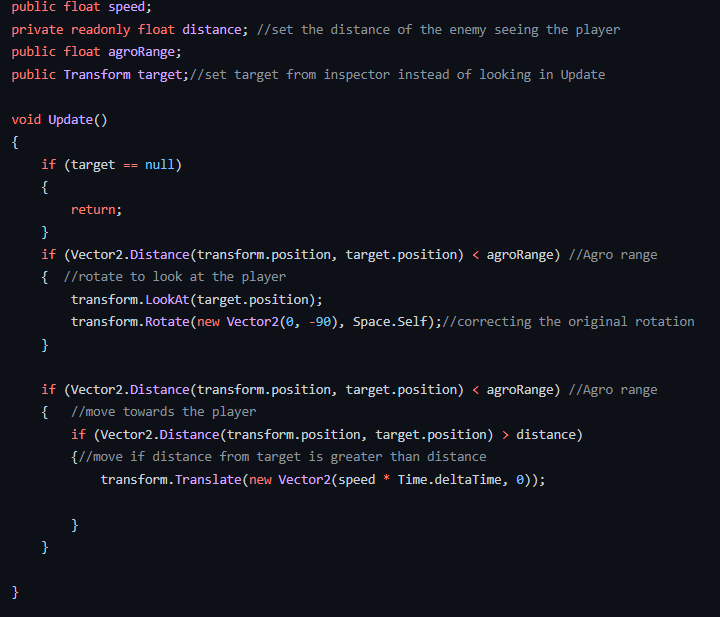 public float speed;
private readonly float distance; //set the distance of the enemy seeing the player
public float agroRange;
public Transform target;//set target from inspector instead of looking in Update

void Update()
{
    if (target == null)
    {
        return;
    }
    if (Vector2.Distance(transform.position, target.position) < agroRange) //Agro range
    {  //rotate to look at the player
        transform.LookAt(target.position);
        transform.Rotate(new Vector2(0, -90), Space.Self);//correcting the original rotation
    }

    if (Vector2.Distance(transform.position, target.position) < agroRange) //Agro range
    {   //move towards the player
        if (Vector2.Distance(transform.position, target.position) > distance)
        {//move if distance from target is greater than distance
            transform.Translate(new Vector2(speed * Time.deltaTime, 0));

        }
    }

}